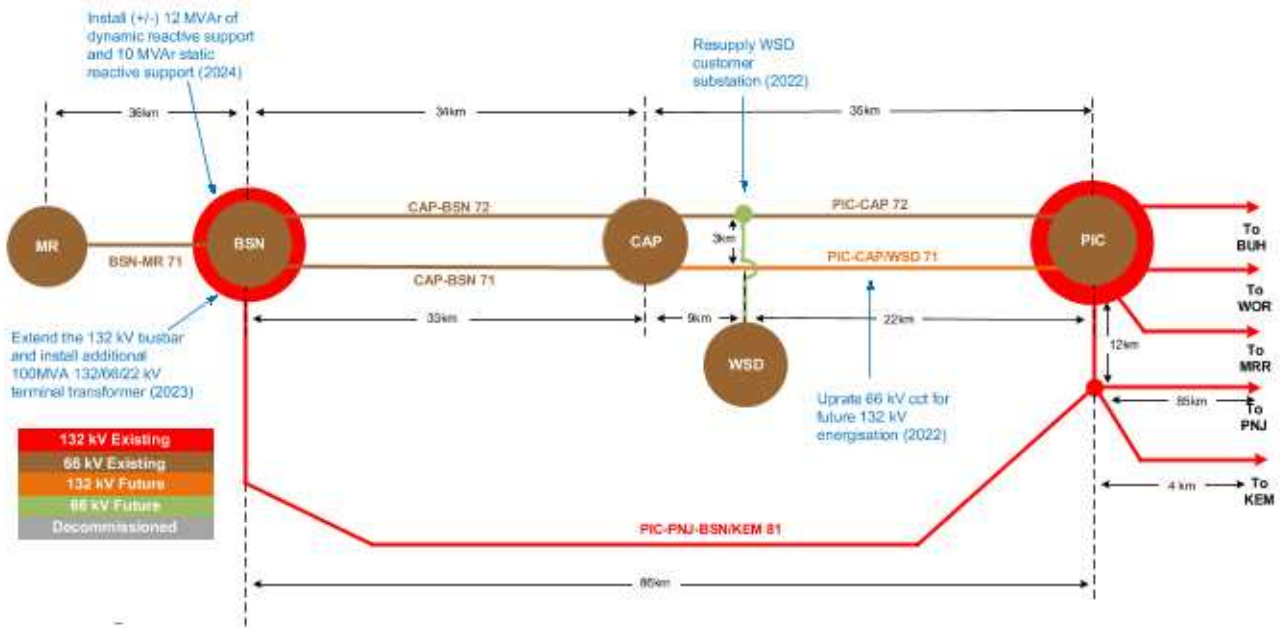 Install (+/-) 12 MVAr of
dynamic reactive support
and 10 MVAr static
reactive support (2024)
Resupply WSD
customer
substation (2022)
36km
34km
35km
CAP-BSN 72
PIC-CAP 72
MR
BSN
CAP
PIC
3km
To
BUH
BSN-MR 71
CAP-BSN 71
PIC-CAP/WSD 71
To
WOR
33km
9km
22km
12km
To
MRR
Extend the 132 kV busbar
and install additional
100MVA 132/66/22 kV
terminal transformer (2023)
WSD
Uprate 66 kV cct for
future 132 kV
energisation (2022)
85km
To
PNJ
132 kV Existing
66 kV Existing
132 kV Future
66 kV Future
Decommissioned
4 km
To
KEM
PIC-PNJ-BSN/KEM 81
86km